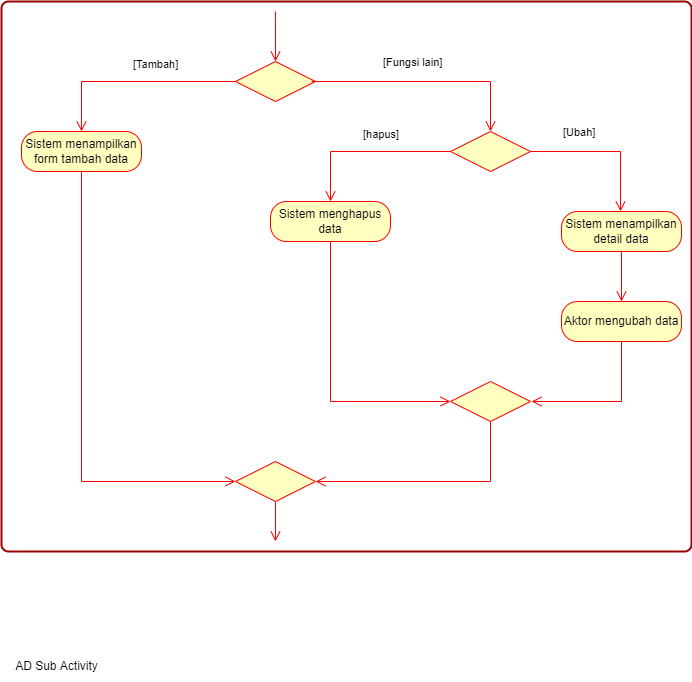 [Tambah]
[Fungsi lain]
[hapus]
[Ubah]
Sistem menampilkan
form tambah data
Sistem menghapus
data
Sistem menampilkan
detail data
Aktor mengubah data
AD Sub Activity